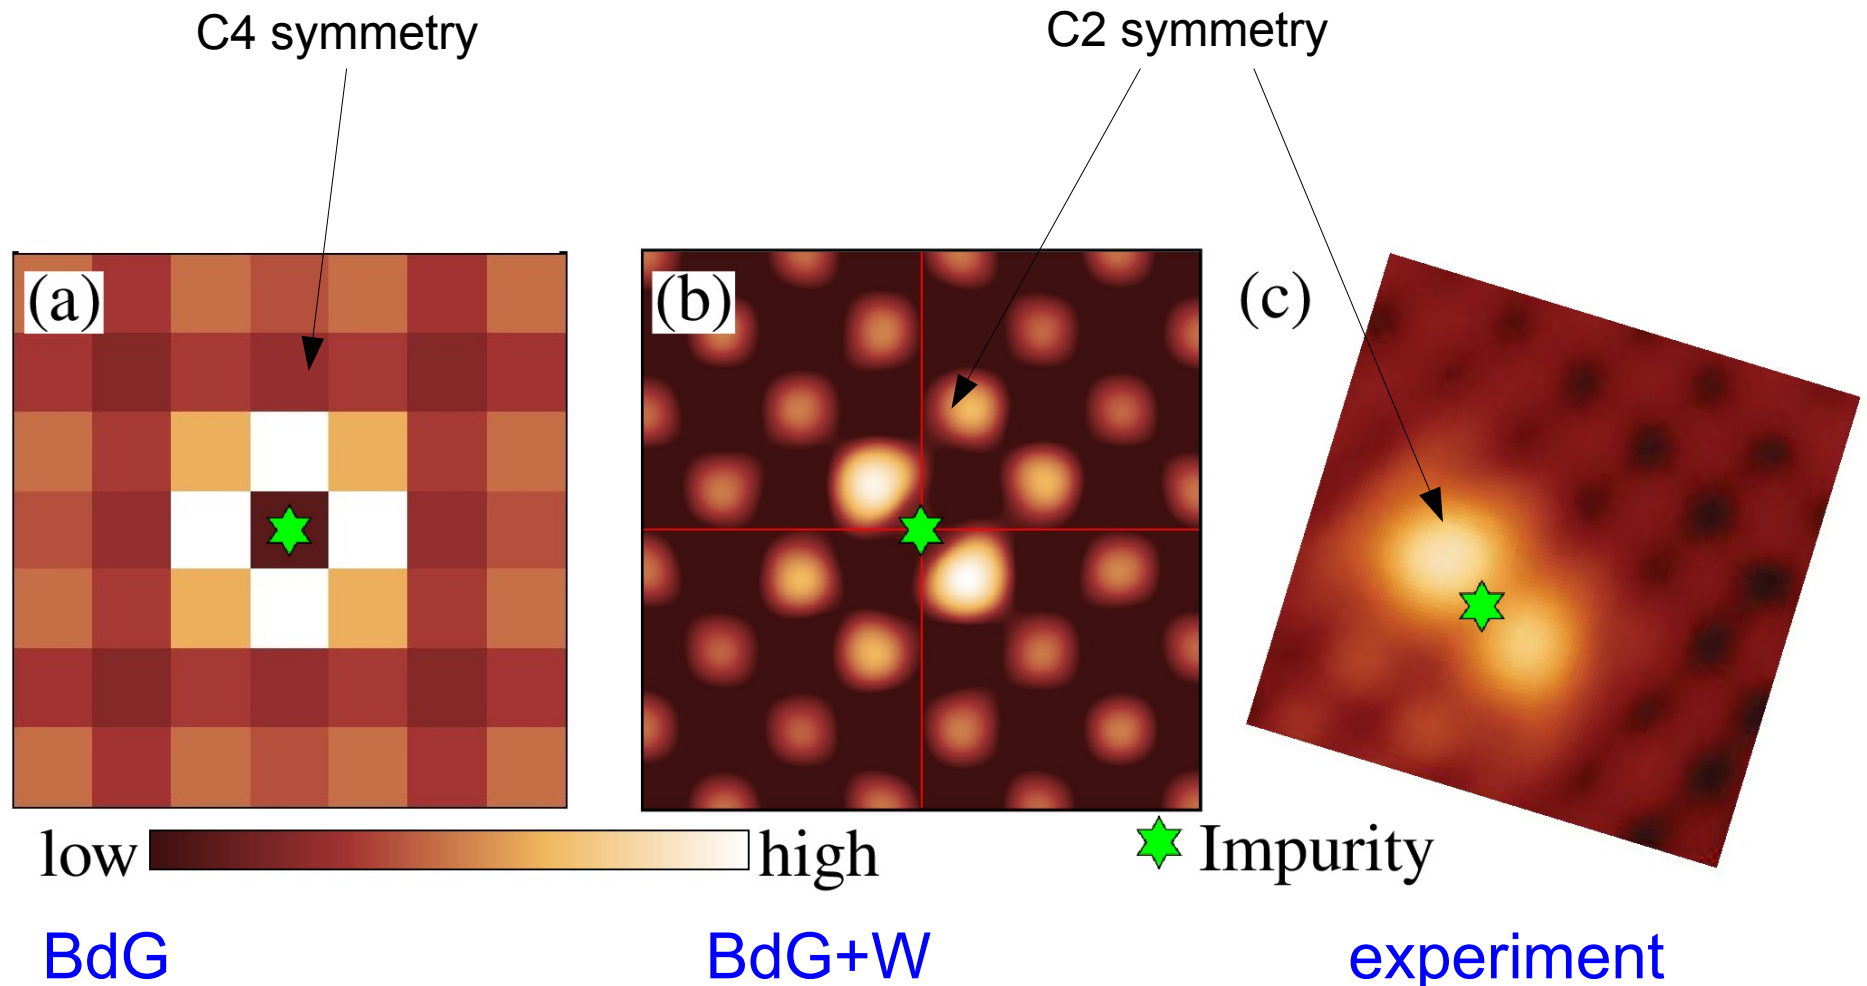 C4 symmetry
C2 symmetry
(a)
(b)
(c)
low
high
Impurity
BdG
BdG+W
experiment